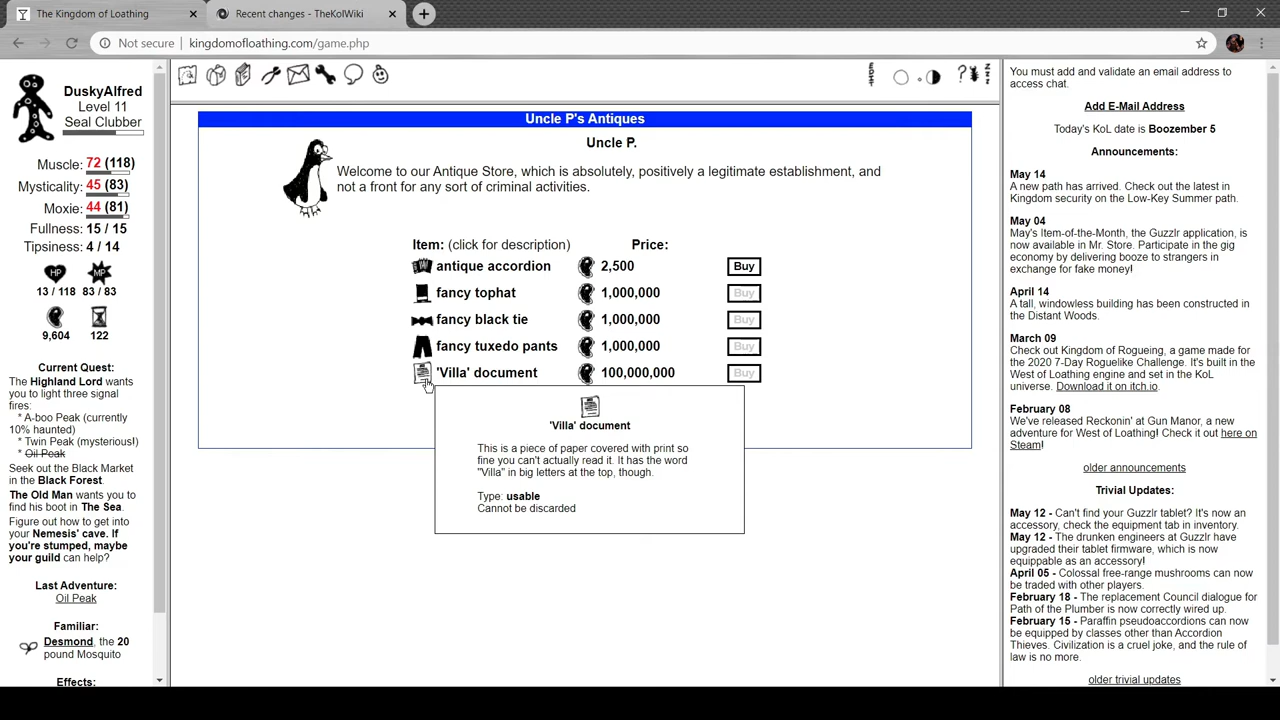 The Kingdom of Loathing
Recent changes - TheKolWiki
Not secure | kingdomofloathing.com/game.php
DuskyAlfred
Level 11
Seal Clubber
Muscle: 72 (118)
Mysticality: 45 (83)
Moxie: 44 (81)
Fullness: 15 / 15
Tipsiness: 4 / 14
HP MP
13 / 118 83 / 83
9,604 122
Current Quest:
The Highland Lord wants
you to light three signal
fires:
* A-boo Peak (currently
10% haunted)
* Twin Peak (mysterious!)
* Oil Peak
Seek out the Black Market
in the Black Forest.
The Old Man wants you to
find his boot in The Sea.
Figure out how to get into
your Nemesis' cave. If
you're stumped, maybe
your guild can help?
Last Adventure:
Oil Peak
Familiar:
Desmond, the 20
pound Mosquito
Effects:
Uncle P's Antiques
Uncle P.
Welcome to our Antique Store, which is absolutely, positively a legitimate establishment, and
not a front for any sort of criminal activities.
Item: (click for description) Price:
antique accordion 2,500 Buy
fancy tophat 1,000,000 Buy
fancy black tie 1,000,000 Buy
fancy tuxedo pants 1,000,000 Buy
'Villa' document 100,000,000 Buy
'Villa' document
This is a piece of paper covered with print so
fine you can't actually read it. It has the word
"Villa" in big letters at the top, though.
Type: usable
Cannot be discarded
You must add and validate an email address to
access chat.
Add E-Mail Address
Today's KoL date is Boozember 5
Announcements:
May 14
A new path has arrived. Check out the latest in
Kingdom security on the Low-Key Summer path.
May 04
May's Item-of-the-Month, the Guzzlr application, is
now available in Mr. Store. Participate in the gig
economy by delivering booze to strangers in
exchange for fake money!
April 14
A tall, windowless building has been constructed in
the Distant Woods.
March 09
Check out Kingdom of Rogueing, a game made for
the 2020 7-Day Roguelike Challenge. It's built in the
West of Loathing engine and set in the KoL
universe. Download it on itch io.
February 08
We've released Reckonin' at Gun Manor, a new
adventure for West of Loathing! Check it out here on
Steam!
older announcements
Trivial Updates:
May 12 - Can't find your Guzzlr tablet? It's now an
accessory, check the equipment tab in inventory.
May 12 - The drunken engineers at Guzzlr have
upgraded their tablet firmware, which is now
equippable as an accessory!
April 05 - Colossal free-range mushrooms can now
be traded with other players.
February 18 - The replacement Council dialogue for
Path of the Plumber is now correctly wired up.
February 15 - Paraffin pseudoaccordions can now
be equipped by classes other than Accordion
Thieves. Civilization is a cruel joke, and the rule of
law is no more.
older trivial updates